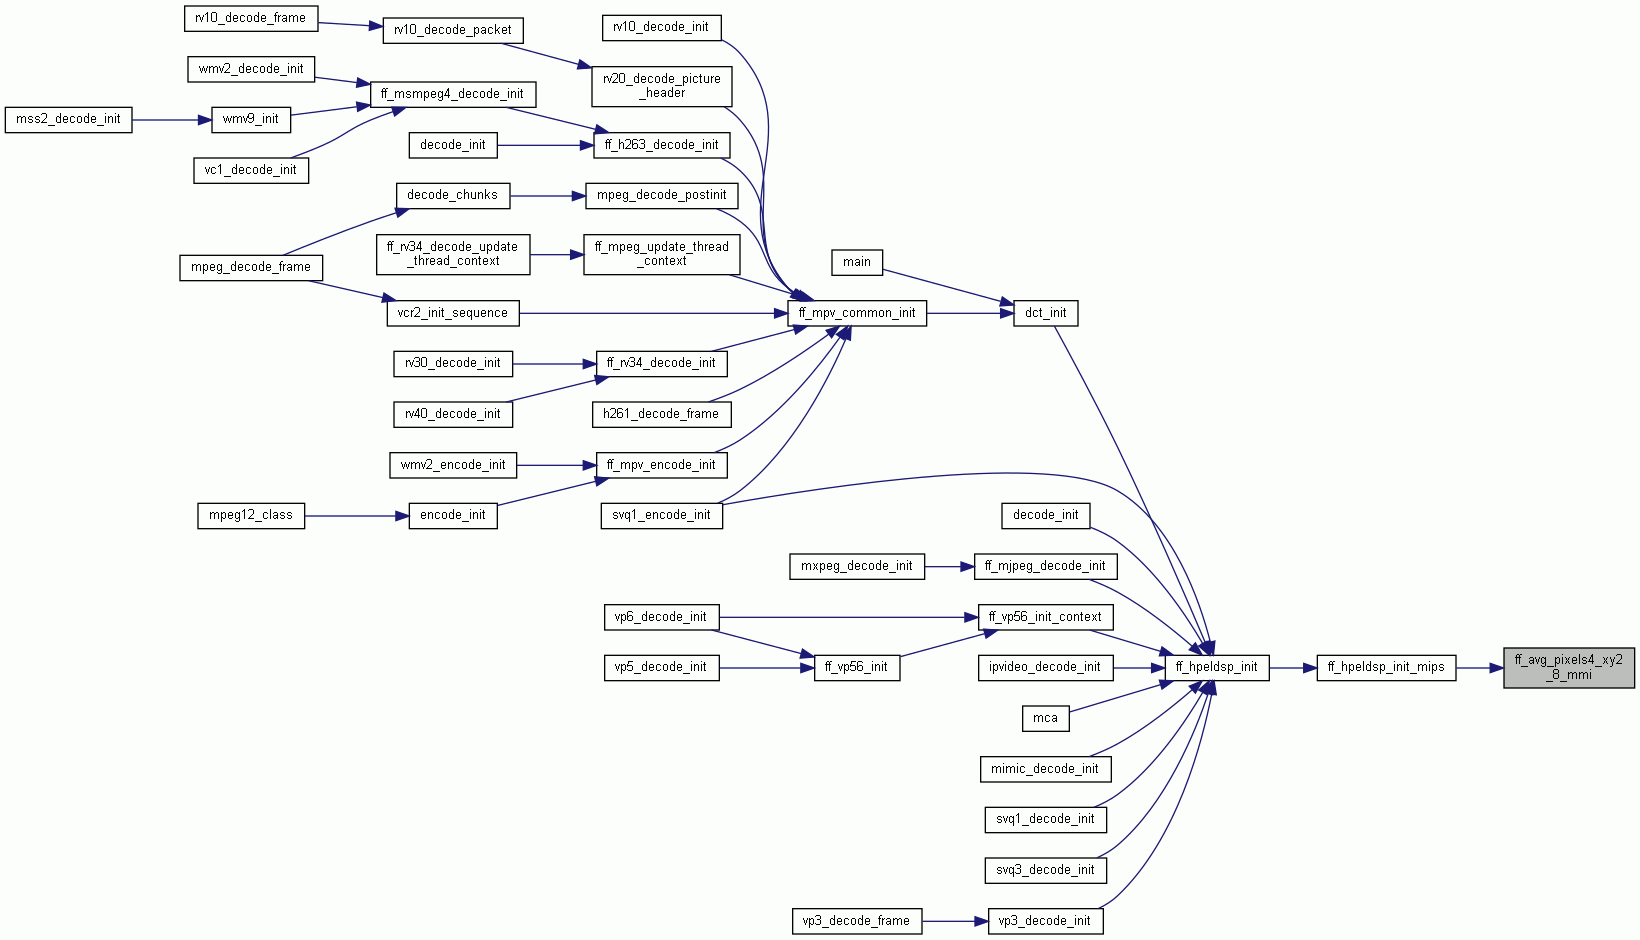 rv10_decode_frame
rv10_decode_packet
rv10_decode_init
wmv2_decode_init
ff_msmpeg4_decode_init
rv20_decode_picture
_header
mss2_decode_init
wmv9_init
decode_init
ff_h263_decode_init
vc1_decode_init
decode_chunks
mpeg_decode_postinit
ff_rv34_decode_update
_thread_context
ff_mpeg_update_thread
_context
main
mpeg_decode_frame
vcr2_init_sequence
ff_mpv_common_init
dct_init
rv30_decode_init
ff_rv34_decode_init
rv40_decode_init
h261_decode_frame
wmv2_encode_init
ff_mpv_encode_init
mpeg12_class
encode_init
svq1_encode_init
decode_init
mxpeg_decode_init
ff_mjpeg_decode_init
vp6_decode_init
ff_vp56_init_context
vp5_decode_init
ff_vp56_init
ipvideo_decode_init
ff_hpeldsp_init
ff_hpeldsp_init_mips
ff_avg_pixels4_xy2
_8_mmi
mca
mimic_decode_init
svq1_decode_init
svq3_decode_init
vp3_decode_frame
vp3_decode_init